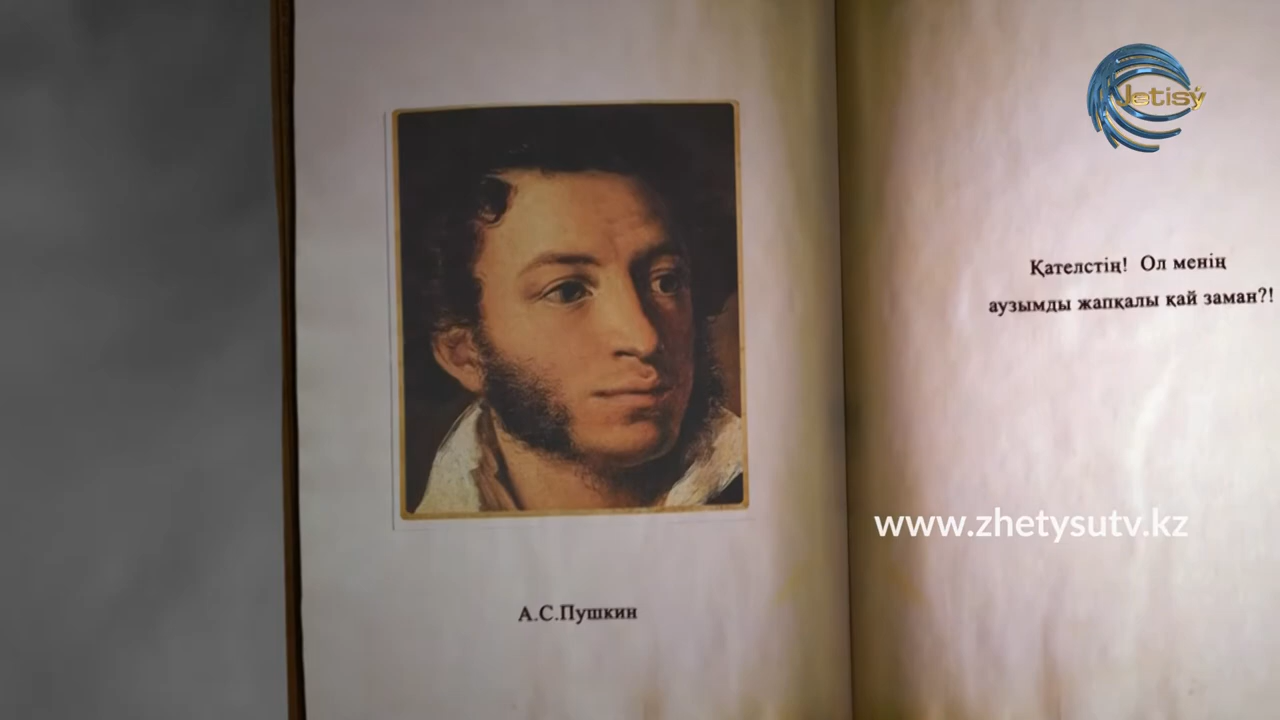 Jetisý
Қателстің! Ол менің
аузымды жапқалы қай заман?!
www.zhetysutv.kz
А.С.Пушкин